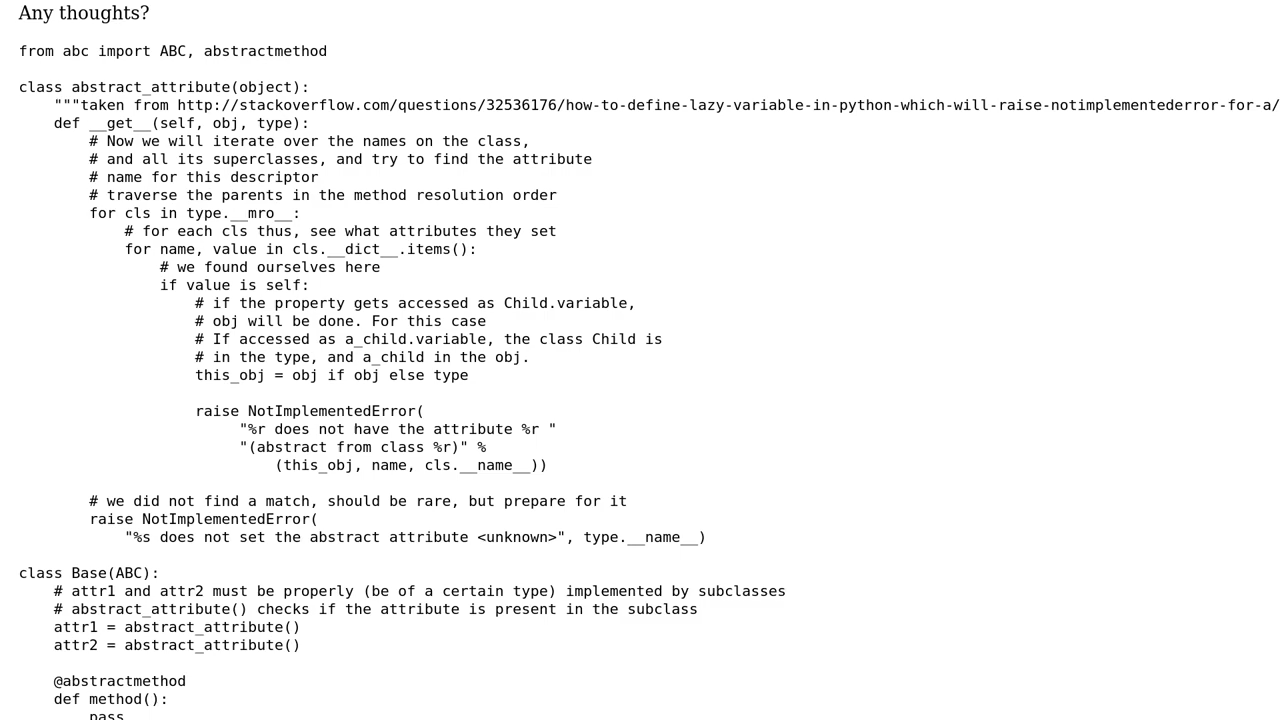 Any thoughts?
from abc import ABC, abstractmethod
class abstract_attribute(object):
    """taken from http://stackoverflow.com/questions/32536176/how-to-define-lazy-variable-in-python-which-will-raise-notimplementederror-for-a/
    def __get__(self, obj, type):
        # Now we will iterate over the names on the class,
        # and all its superclasses, and try to find the attribute
        # name for this descriptor
        # traverse the parents in the method resolution order
        for cls in type.__mro__:
            # for each cls thus, see what attributes they set
            for name, value in cls.__dict__.items():
                # we found ourselves here
                if value is self:
                    # if the property gets accessed as Child.variable,
                    # obj will be done. For this case
                    # If accessed as a_child.variable, the class Child is
                    # in the type, and a_child in the obj.
                    this_obj = obj if obj else type
                    raise NotImplementedError(
                         "%r does not have the attribute %r "
                         "(abstract from class %r)" %
                             (this_obj, name, cls.__name__))
        # we did not find a match, should be rare, but prepare for it
        raise NotImplementedError(
            "%s does not set the abstract attribute <unknown>", type.__name__)
class Base(ABC):
    # attr1 and attr2 must be properly (be of a certain type) implemented by subclasses
    # abstract_attribute() checks if the attribute is present in the subclass
    attr1 = abstract_attribute()
    attr2 = abstract_attribute()
    @abstractmethod
    def method():
        pass